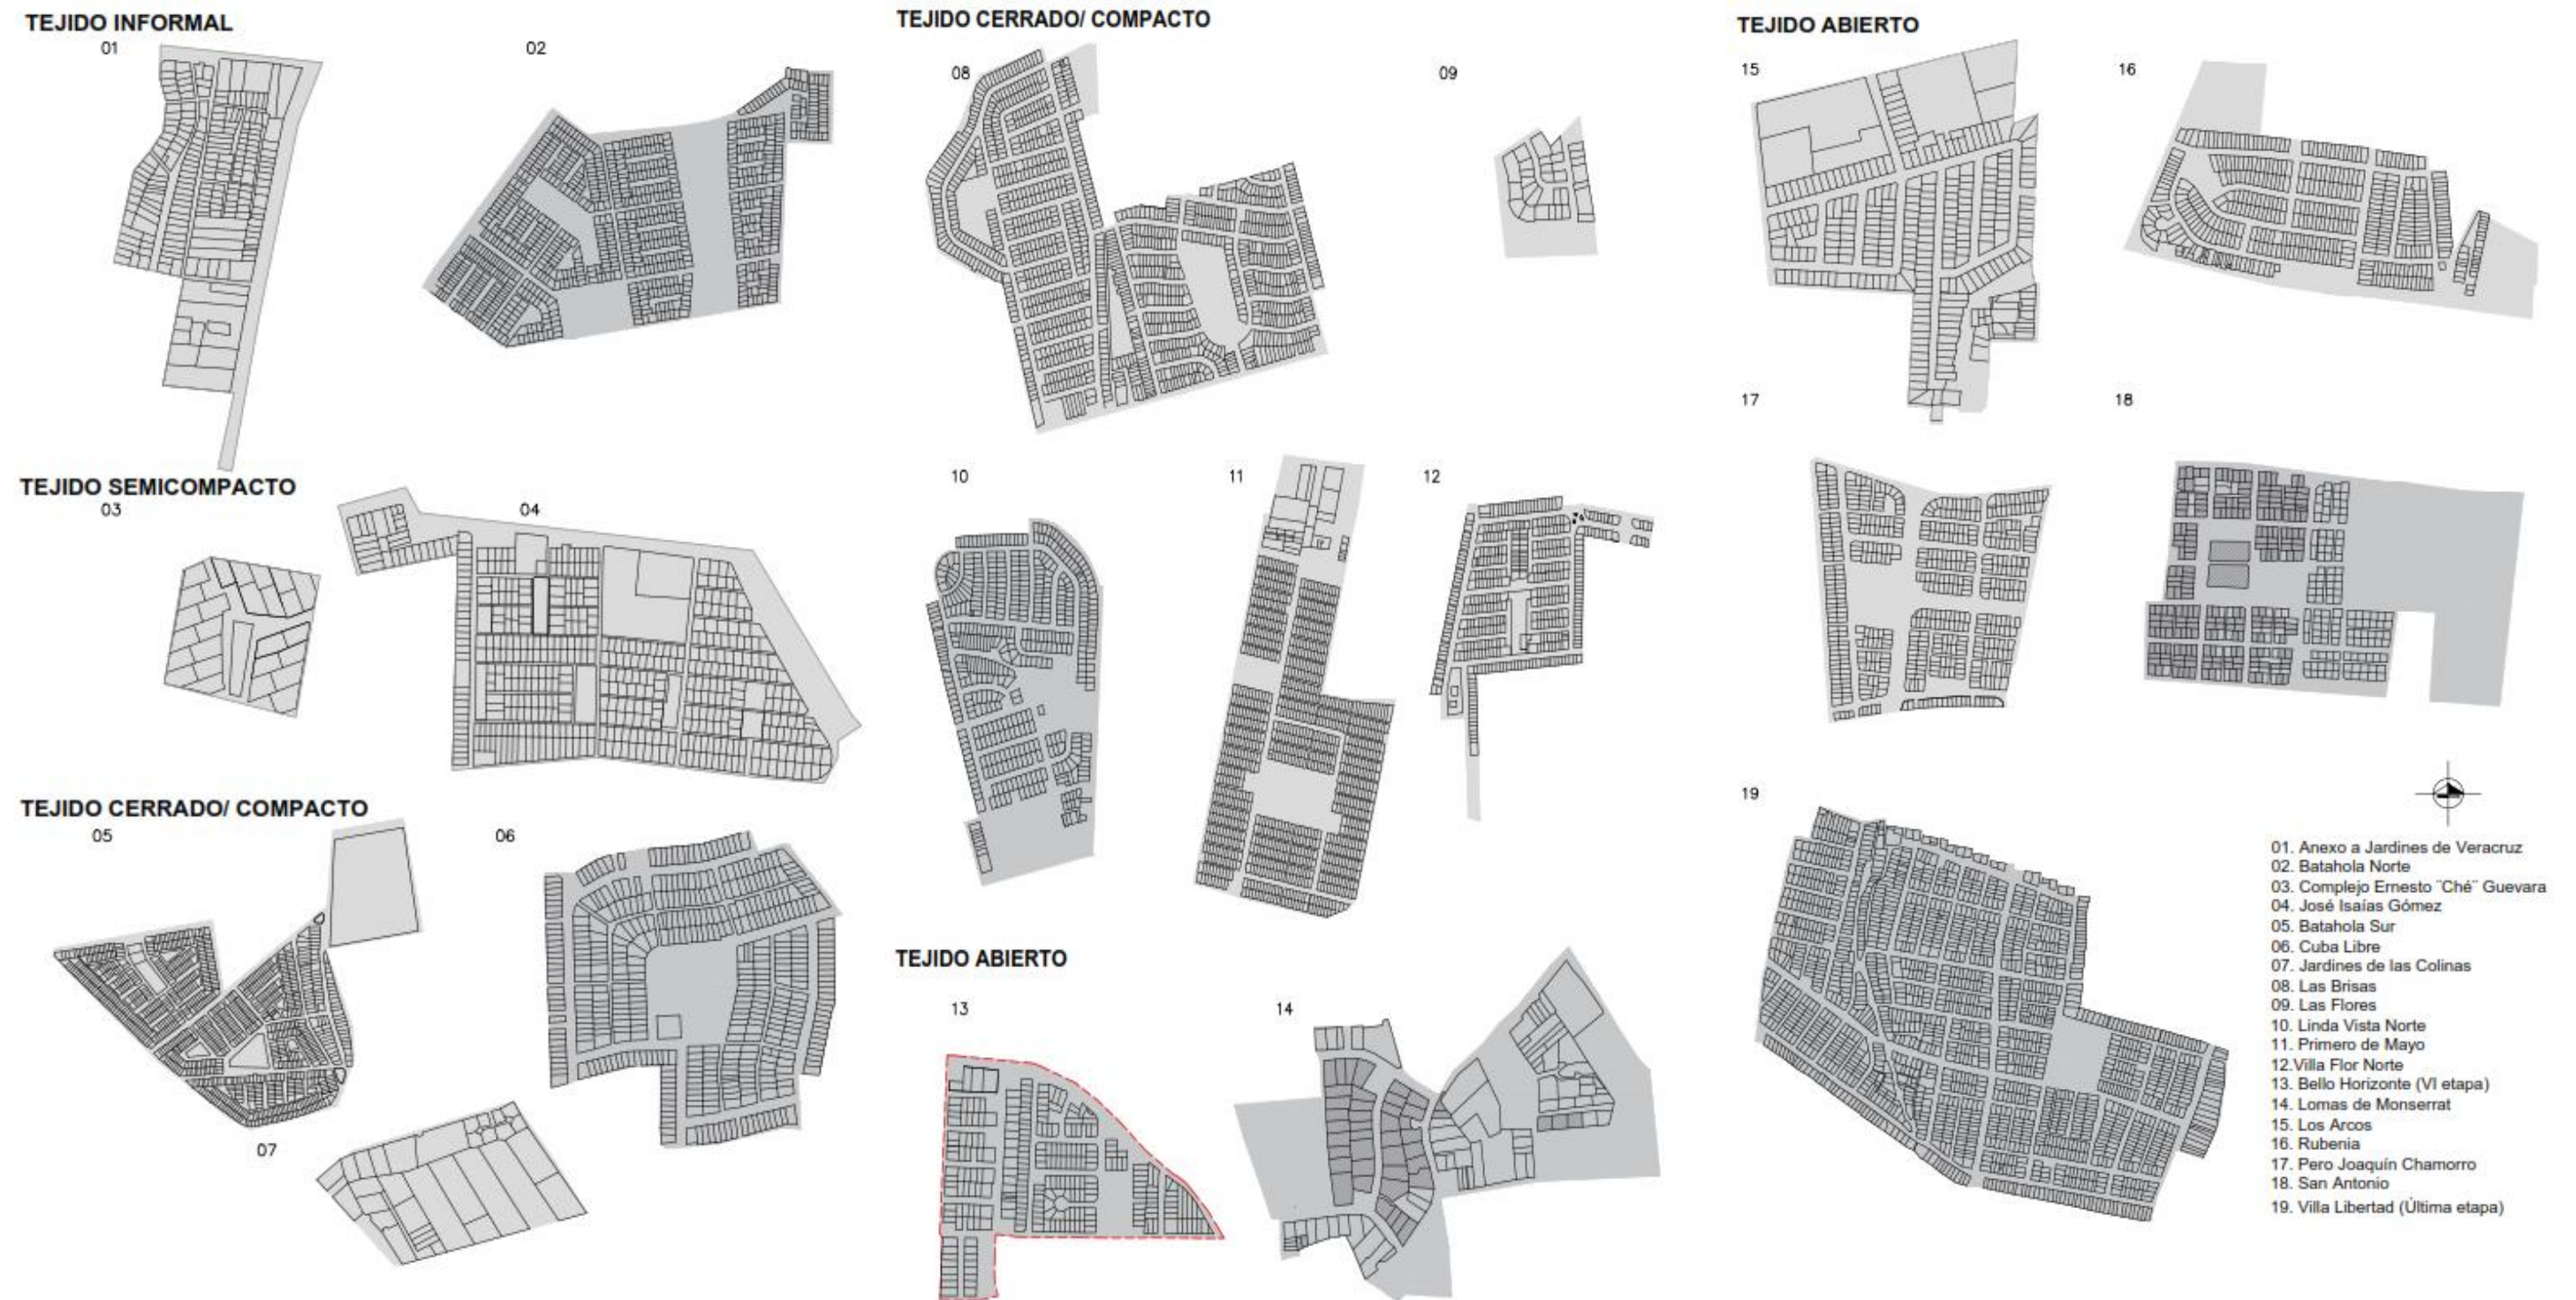 TEJIDO INFORMAL
01
02
TEJIDO SEMICOMPACTO
03
04
TEJIDO CERRADO/ COMPACTO
05
06
07
TEJIDO CERRADO/ COMPACTO
08
09
10
11
12
TEJIDO ABIERTO
13
14
TEJIDO ABIERTO
15
16
17
18
19
01. Anexo a Jardines de Veracruz
02. Batahola Norte
03. Complejo Ernesto ¨Ché¨ Guevara
04. José Isaías Gómez
05. Batahola Sur
06. Cuba Libre
07. Jardines de las Colinas
08. Las Brisas
09. Las Flores
10. Linda Vista Norte
11. Primero de Mayo
12.Villa Flor Norte
13. Bello Horizonte (VI etapa)
14. Lomas de Monserrat
15. Los Arcos
16. Rubenia
17. Pero Joaquín Chamorro
18. San Antonio
19. Villa Libertad (Última etapa)